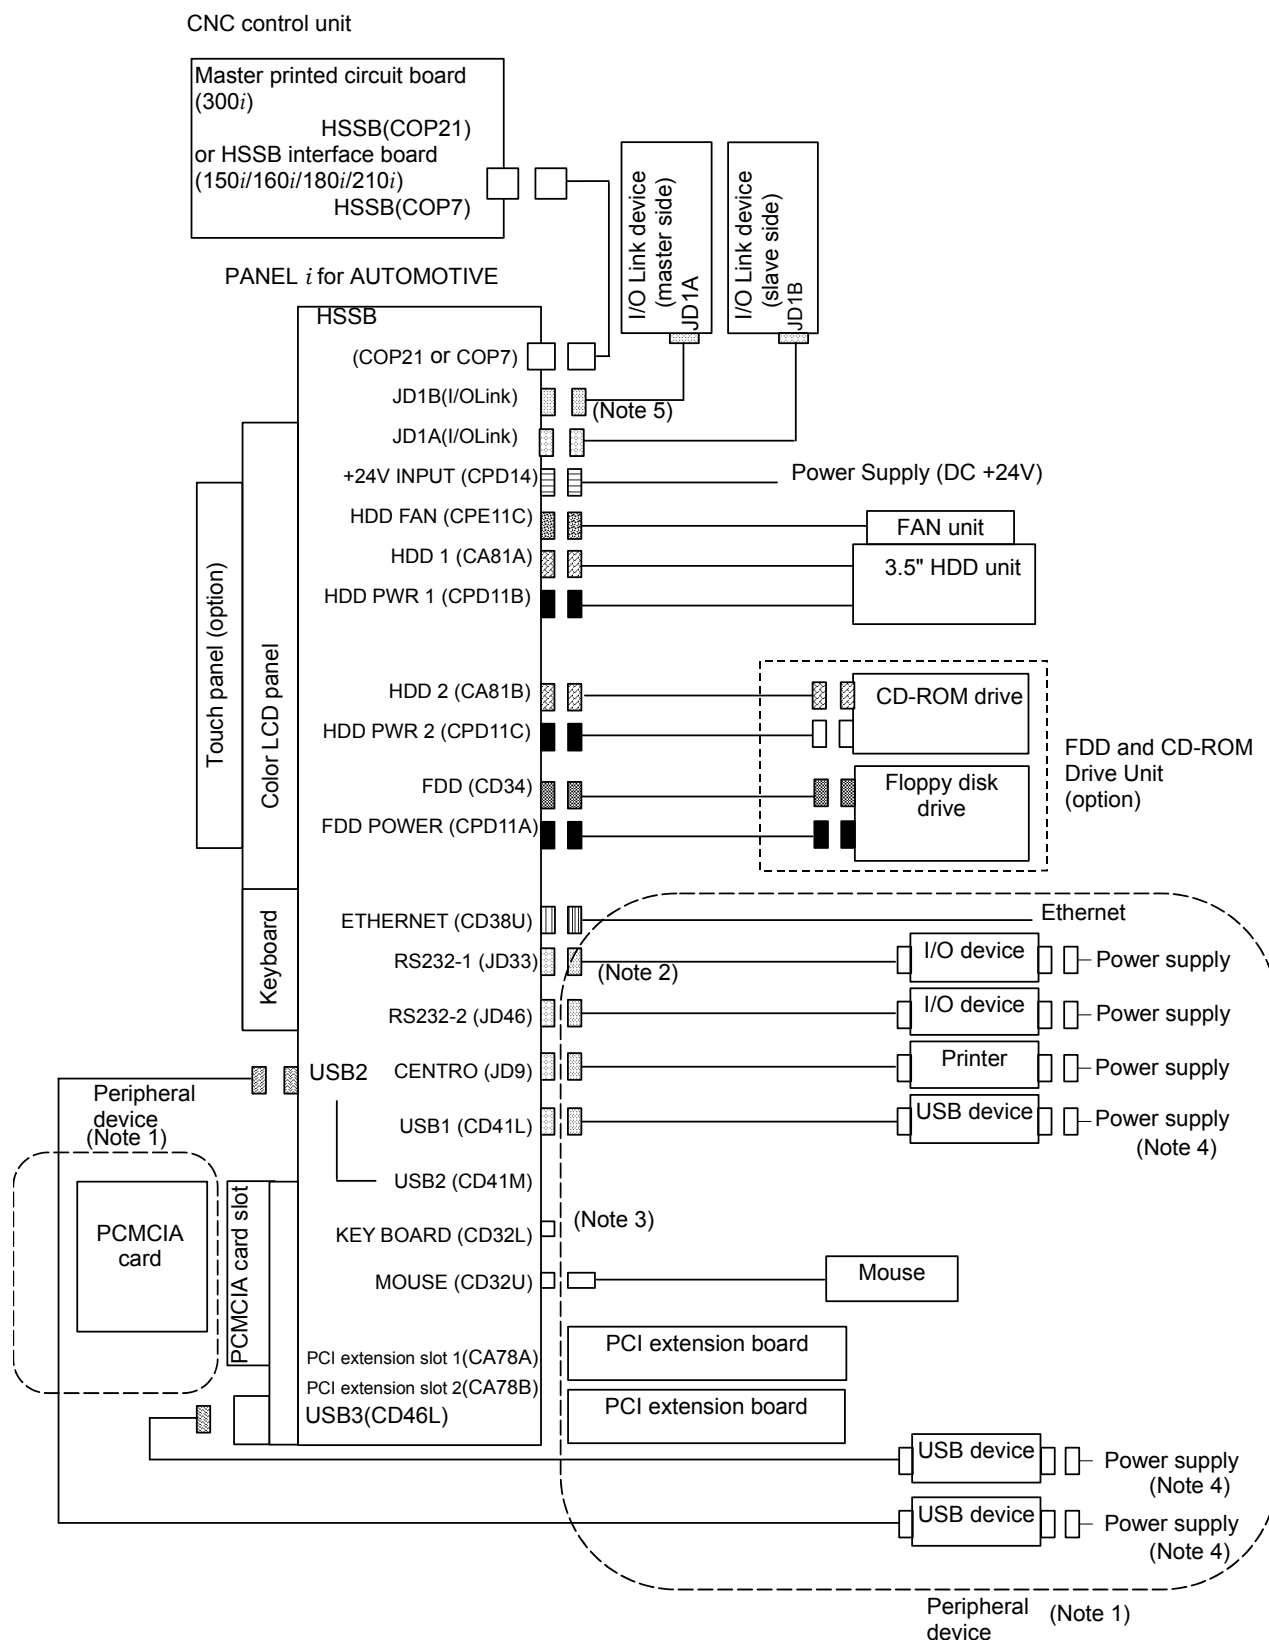 CNC control unit
Master printed circuit board
(300i)
HSSB(COP21)
or HSSB interface board
(150i/160i/180i/210i)
HSSB(COP7)
I/O Link device
(master side)
JD1A
I/O Link device
(slave side)
JD1B
PANEL i for AUTOMOTIVE
HSSB
(COP21 or COP7)
JD1B(I/OLink)
(Note 5)
JD1A(I/OLink)
+24V INPUT (CPD14)
Power Supply (DC +24V)
HDD FAN (CPE11C)
FAN unit
HDD 1 (CA81A)
3.5" HDD unit
HDD PWR 1 (CPD11B)
Touch panel (option)
Color LCD panel
HDD 2 (CA81B)
CD-ROM drive
HDD PWR 2 (CPD11C)
FDD and CD-ROM
Drive Unit
(option)
FDD (CD34)
Floppy disk
drive
FDD POWER (CPD11A)
Keyboard
ETHERNET (CD38U)
Ethernet
RS232-1 (JD33)
(Note 2)
I/O device
Power supply
RS232-2 (JD46)
I/O device
Power supply
USB2
CENTRO (JD9)
Printer
Power supply
Peripheral
device
(Note 1)
USB1 (CD41L)
USB device
Power supply
(Note 4)
USB2 (CD41M)
PCMCIA
card
PCMCIA card slot
KEY BOARD (CD32L)
(Note 3)
MOUSE (CD32U)
Mouse
PCI extension slot 1(CA78A)
PCI extension board
PCI extension slot 2(CA78B)
PCI extension board
USB3(CD46L)
USB device
Power supply
(Note 4)
USB device
Power supply
(Note 4)
Peripheral
device
(Note 1)